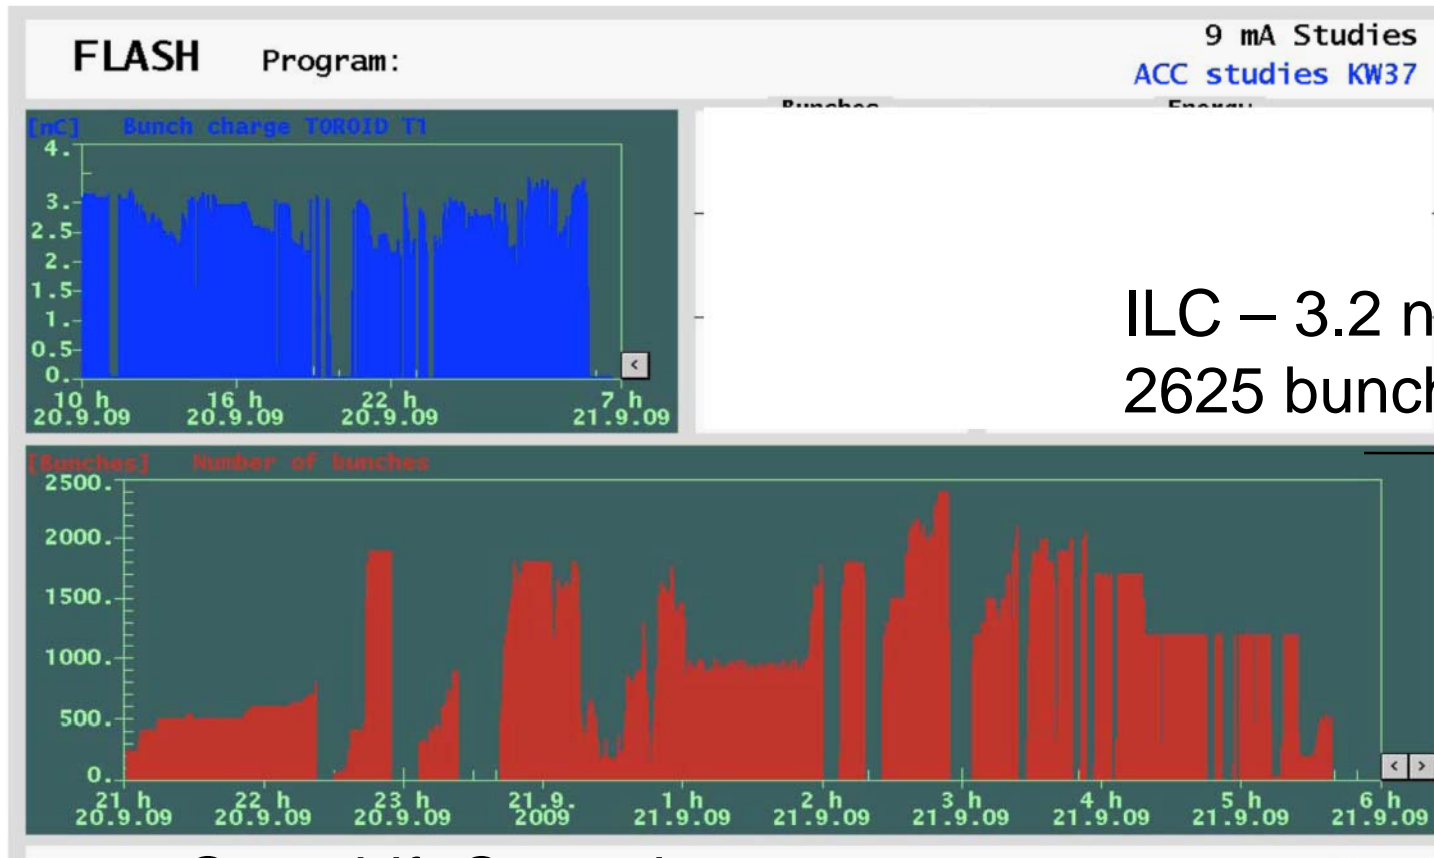 FLASH Program:
9 mA Studies
ACC studies KW37
Bunches Energy
[nC] Bunch charge TOROID T1
4.
3.
2.5
2.
1.5
1.
0.5
0.
10 h 16 h 22 h 7 h
20.9.09 20.9.09 20.9.09 21.9.09
<
ILC – 3.2 n
2625 bunch
[Bunches] Number of bunches
2500.
2000.
1500.
1000.
500.
0.
< >
21 h 22 h 23 h 21.9. 1 h 2 h 3 h 4 h 5 h 6 h
20.9.09 20.9.09 20.9.09 2009 21.9.09 21.9.09 21.9.09 21.9.09 21.9.09 21.9.09